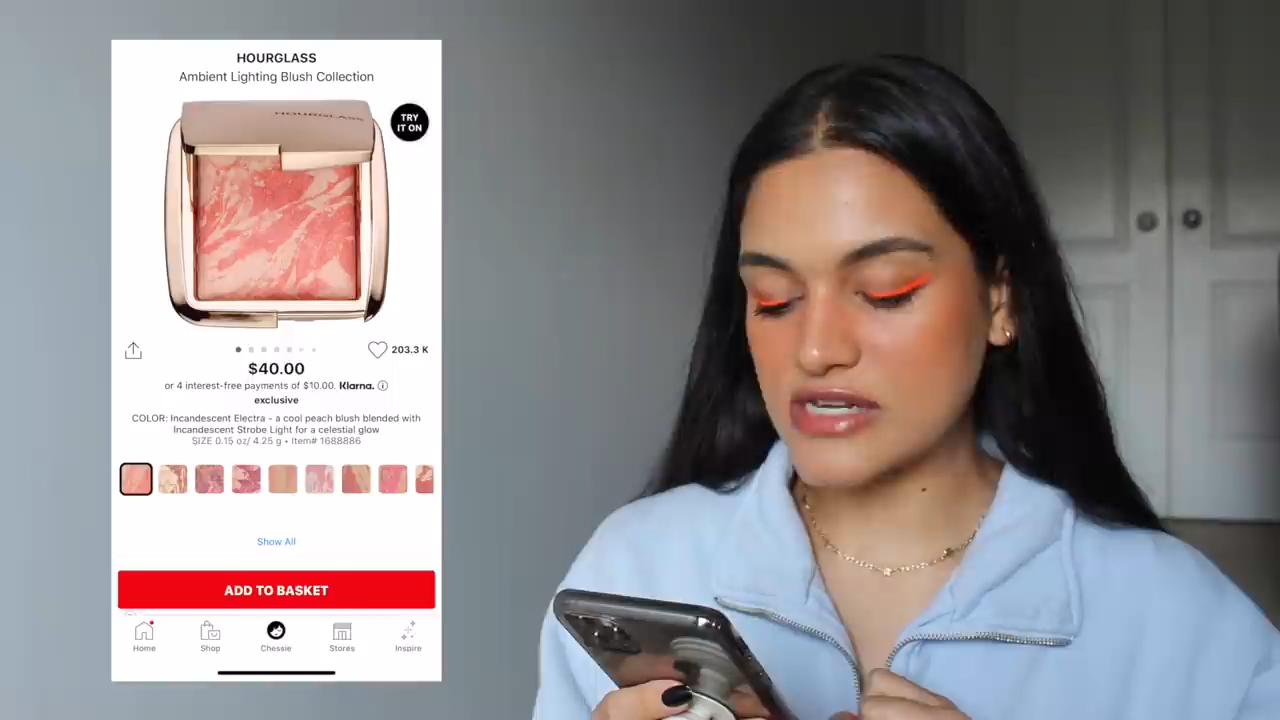 HOURGLASS
Ambient Lighting Blush Collection
HOURGLASS
TRY
IT ON
203.3 K
$40.00
or 4 interest-free payments of $10.00. Klarna. ⓘ
exclusive
COLOR: Incandescent Electra - a cool peach blush blended with
Incandescent Strobe Light for a celestial glow
SIZE 0.15 oz/ 4.25 g • Item# 1688886
Show All
ADD TO BASKET
Home Shop Chessie Stores Inspire